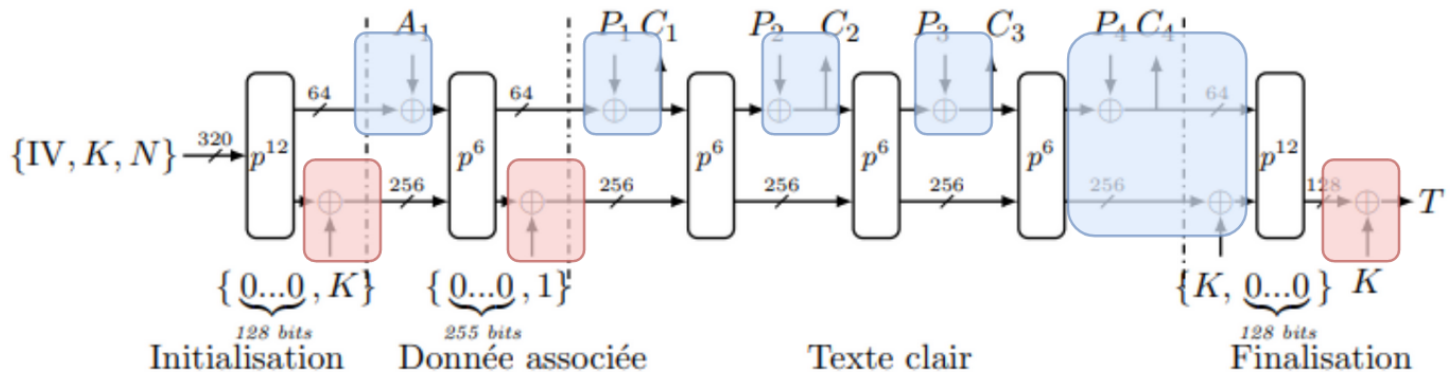 A₁ P₁ C₁ P₂ C₂ P₃ C₃ P₄ C₄
64 64 64
{IV, K, N} 320 p¹² p⁶ p⁶ p⁶ p⁶ p¹² T
256 256 256 256 256 128
{0...0, K} {0...0, 1} {K, 0...0} K
128 bits 255 bits 128 bits
Initialisation Donnée associée Texte clair Finalisation